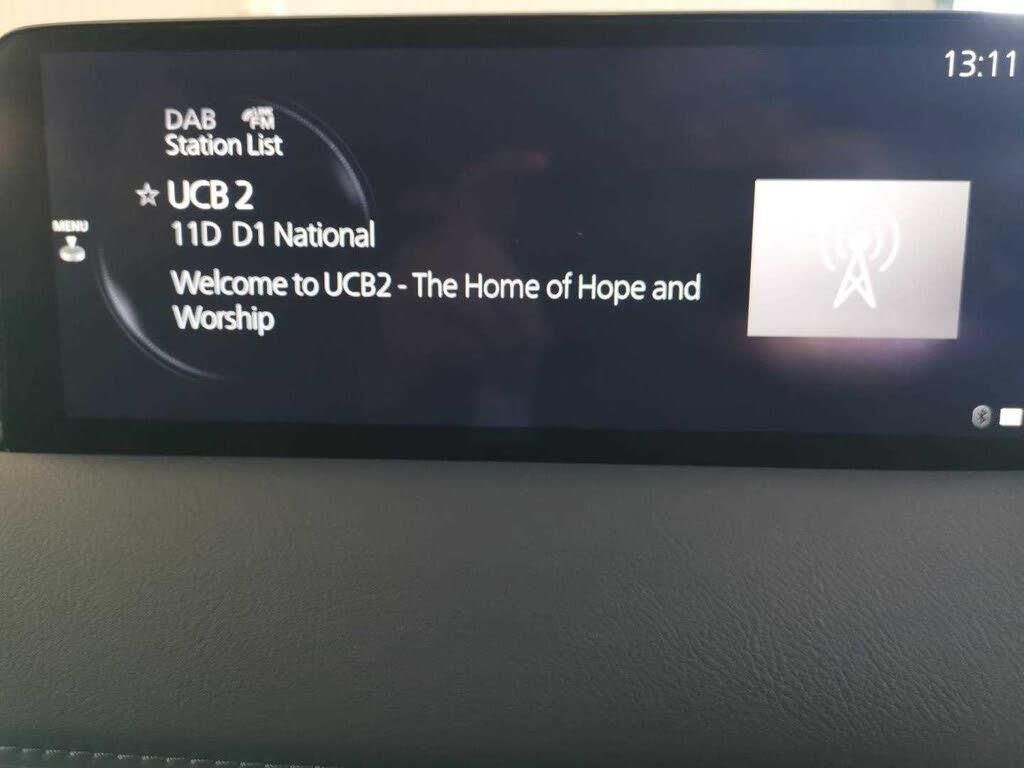 13:11
DAB FM
Station List
☆ UCB 2
MENU
11D D1 National
Welcome to UCB2 - The Home of Hope and
Worship